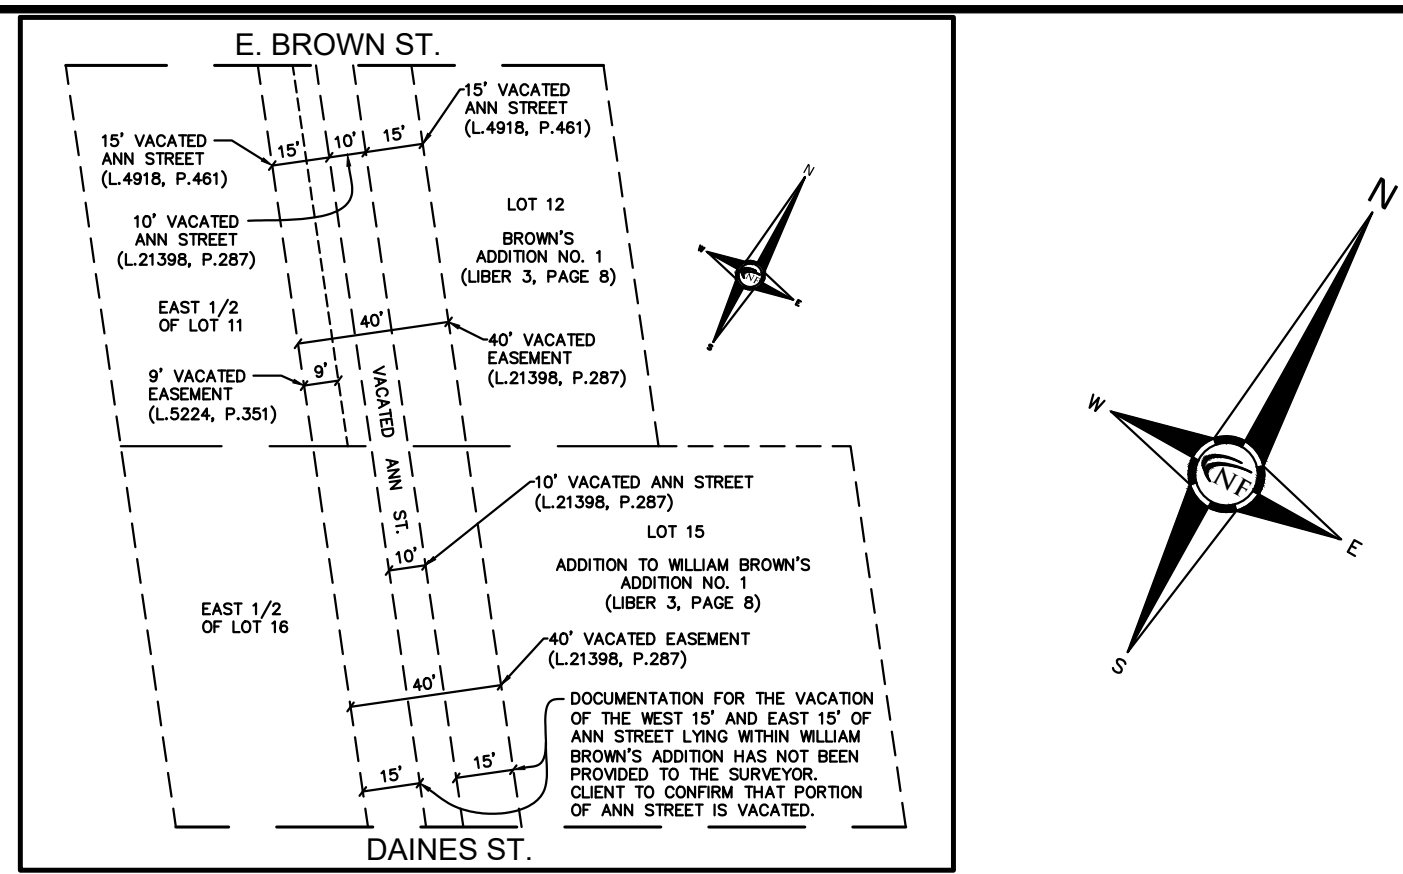 E. BROWN ST.
15' VACATED
ANN STREET
(L.4918, P.461)
15' VACATED
ANN STREET
(L.4918, P.461)
15'
10'
15'
10' VACATED
ANN STREET
(L.21398, P.287)
LOT 12
BROWN'S
ADDITION NO. 1
(LIBER 3, PAGE 8)
EAST 1/2
OF LOT 11
40'
40' VACATED
EASEMENT
(L.21398, P.287)
9' VACATED
EASEMENT
(L.5224, P.351)
9'
VACATED ANN ST.
10' VACATED ANN STREET
(L.21398, P.287)
LOT 15
10'
ADDITION TO WILLIAM BROWN'S
ADDITION NO. 1
(LIBER 3, PAGE 8)
EAST 1/2
OF LOT 16
40' VACATED EASEMENT
(L.21398, P.287)
40'
DOCUMENTATION FOR THE VACATION
OF THE WEST 15' AND EAST 15' OF
ANN STREET LYING WITHIN WILLIAM
BROWN'S ADDITION HAS NOT BEEN
PROVIDED TO THE SURVEYOR.
CLIENT TO CONFIRM THAT PORTION
OF ANN STREET IS VACATED.
15'
15'
DAINES ST.
N
W
NF
E
S
N
W
NF
E
S